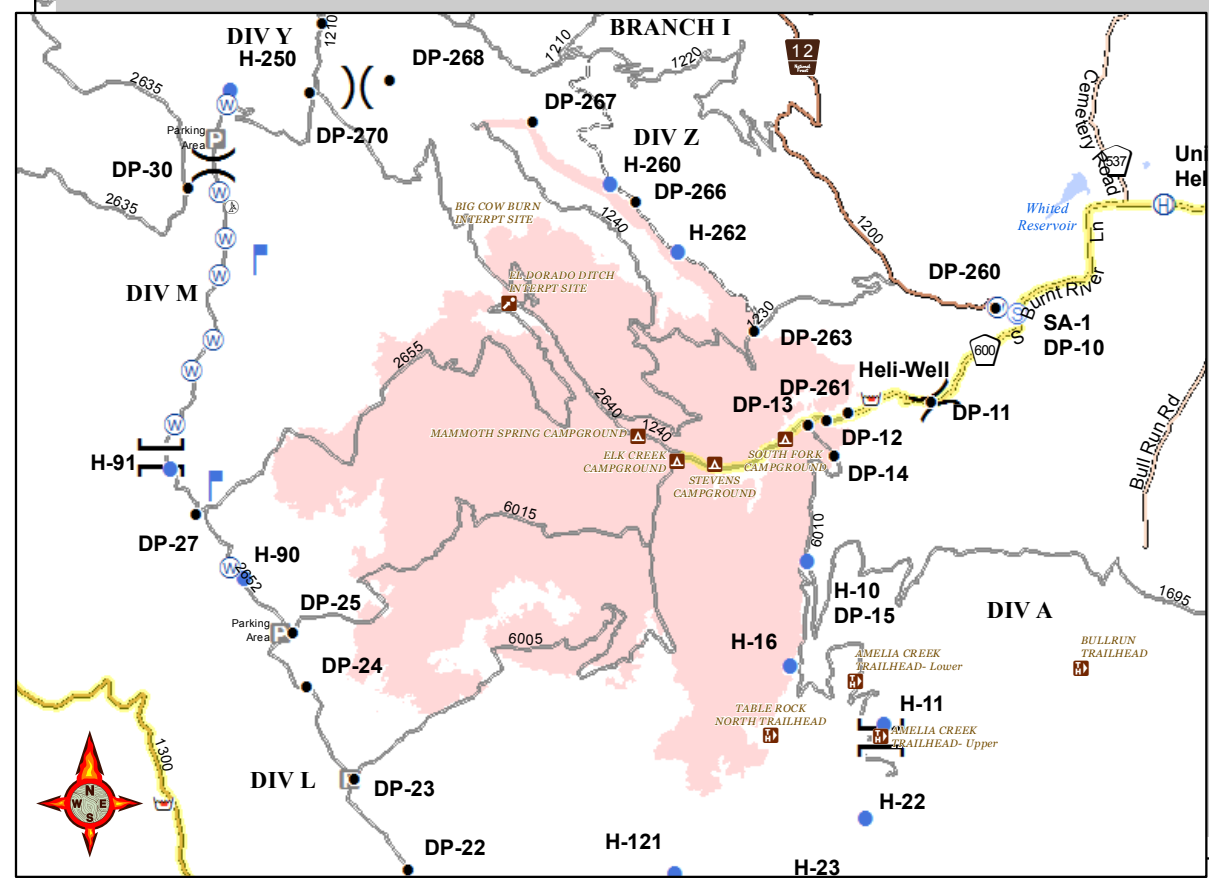 DIV Y
BRANCH I
1210
1210
12
National Forest
H-250
DP-268
1220
2635
DP-267
Cemetery Road
Parking
Area
P
DP-270
DIV Z
537
DP-30
H-260
DP-266
H
2635
BIG COW BURN
INTERPT SITE
1240
Whited
Reservoir
1200
H-262
EL DORADO DITCH
INTERPT SITE
DP-260
S Burnt River Ln
DIV M
1230
S
SA-1
DP-10
DP-263
600
2655
Heli-Well
DP-261
DP-13
DP-11
2640
MAMMOTH SPRING CAMPGROUND
1240
DP-12
ELK CREEK
CAMPGROUND
SOUTH FORK
CAMPGROUND
H-91
DP-14
STEVENS
CAMPGROUND
Bull Run Rd
6015
6010
DP-27
H-90
2652
H-10
DP-15
1695
DIV A
DP-25
Parking
Area
P
6005
H-16
BULLRUN
TRAILHEAD
AMELIA CREEK
TRAILHEAD- Lower
DP-24
TABLE ROCK
NORTH TRAILHEAD
H-11
AMELIA CREEK
TRAILHEAD- Upper
1300
DIV L
P
DP-23
N
W
E
S
H-22
H-121
DP-22
H-23
W
W
W
W
W
W
W
W